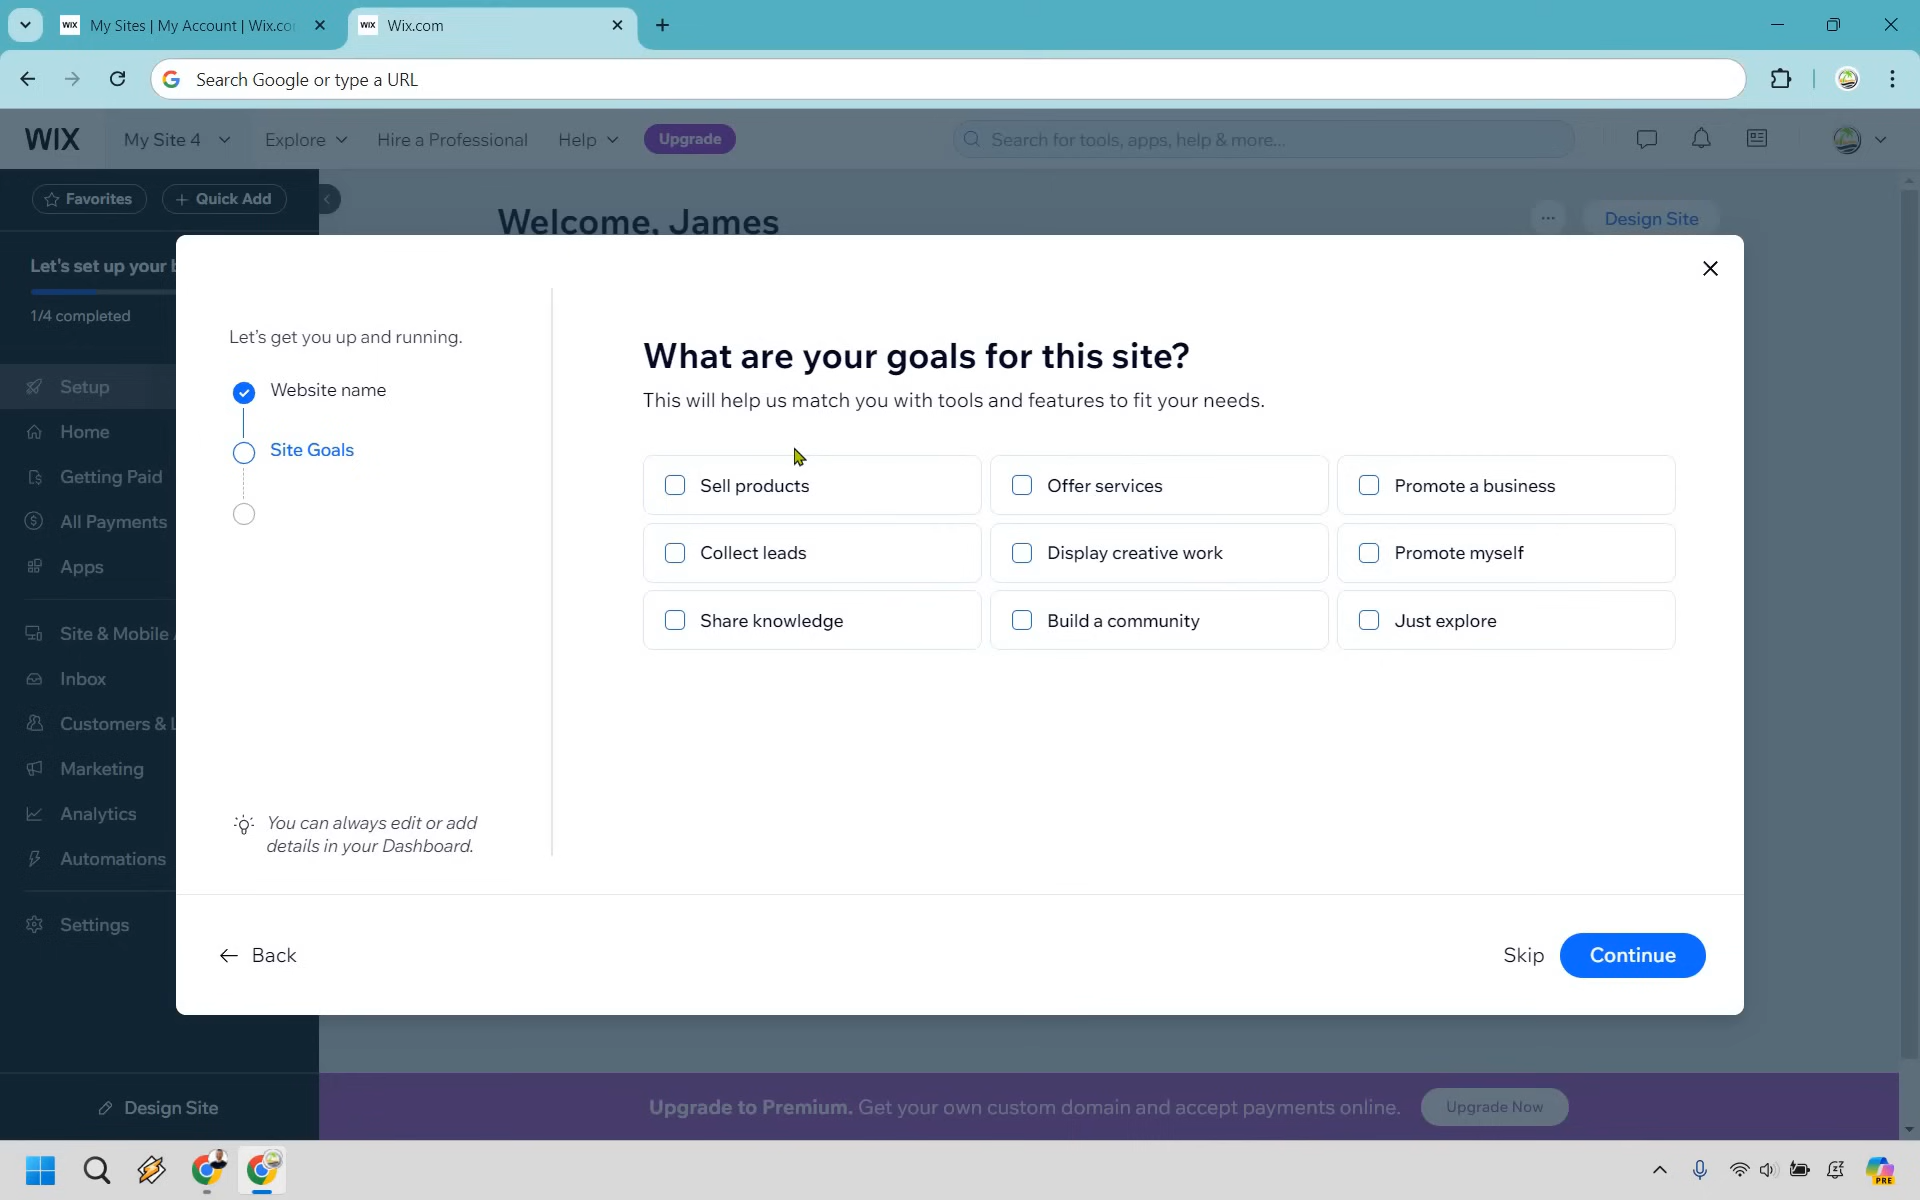 WIX My Sites | My Account | Wix.co
WIX Wix.com
Search Google or type a URL
WIX
My Site 4
Explore
Hire a Professional
Help
Upgrade
Search for tools, apps, help & more...
Favorites
+ Quick Add
Welcome, James
...
Design Site
Let's set up your b
1/4 completed
Setup
Home
Getting Paid
All Payments
Apps
Site & Mobile
Inbox
Customers & L
Marketing
Analytics
Automations
Settings
Design Site
Let's get you up and running.
Website name
Site Goals
You can always edit or add
details in your Dashboard.
What are your goals for this site?
This will help us match you with tools and features to fit your needs.
Sell products
Offer services
Promote a business
Collect leads
Display creative work
Promote myself
Share knowledge
Build a community
Just explore
Back
Skip
Continue
Upgrade to Premium. Get your own custom domain and accept payments online.
Upgrade Now
PRE